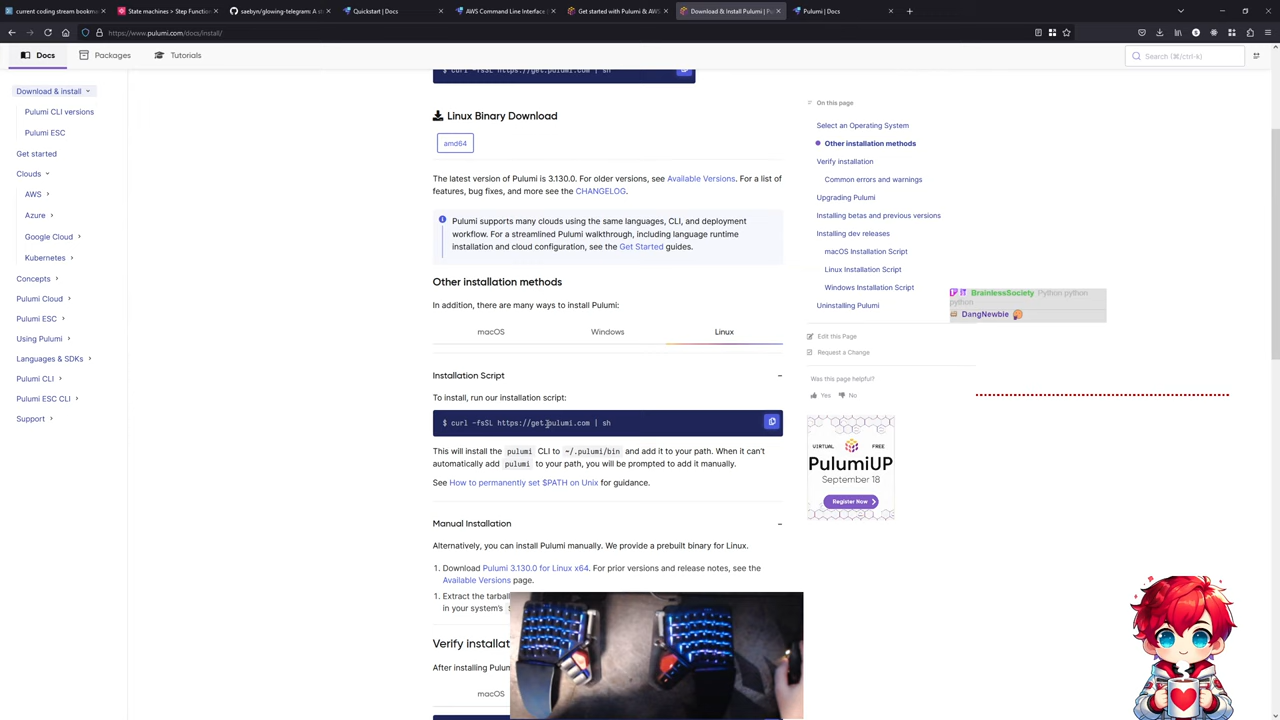 current coding stream bookm
State machines > Step Function
saebyn/glowing-telegram: A st
Quickstart | Docs
AWS Command Line Interface
Get started with Pulumi & AWS
Download & Install | Pu
Pulumi | Docs
https://www.pulumi.com/docs/install/
Docs
Packages
Tutorials
Search (⌘/ctrl-k)
Download & install
Pulumi CLI versions
Pulumi ESC
Get started
Clouds
AWS
Azure
Google Cloud
Kubernetes
Concepts
Pulumi Cloud
Pulumi ESC
Using Pulumi
Languages & SDKs
Pulumi CLI
Pulumi ESC CLI
Support
$ curl -fsSL https://get.pulumi.com | sh
Linux Binary Download
amd64
The latest version of Pulumi is 3.130.0. For older versions, see Available Versions. For a list of
features, bug fixes, and more see the CHANGELOG.
Pulumi supports many clouds using the same languages, CLI, and deployment
workflow. For a streamlined Pulumi walkthrough, including language runtime
installation and cloud configuration, see the Get Started guides.
Other installation methods
In addition, there are many ways to install Pulumi:
macOS
Windows
Linux
Installation Script
To install, run our installation script:
$ curl -fsSL https://get.pulumi.com | sh
This will install the pulumi CLI to ~/.pulumi/bin and add it to your path. When it can't
automatically add pulumi to your path, you will be prompted to add it manually.
See How to permanently set $PATH on Unix for guidance.
Manual Installation
Alternatively, you can install Pulumi manually. We provide a prebuilt binary for Linux.
1. Download Pulumi 3.130.0 for Linux x64. For prior versions and release notes, see the
Available Versions page.
1. Extract the tarball
in your system's
Verify installat
After installing Pulum
macOS
On this page
Select an Operating System
Other installation methods
Verify installation
Common errors and warnings
Upgrading Pulumi
Installing betas and previous versions
Installing dev releases
macOS Installation Script
Linux Installation Script
Windows Installation Script
Uninstalling Pulumi
Edit this Page
Request a Change
Was this page helpful?
Yes
No
VIRTUAL
FREE
PulumiUP
September 18
Register Now
BrainlessSociety Python python
python
DangNewbie